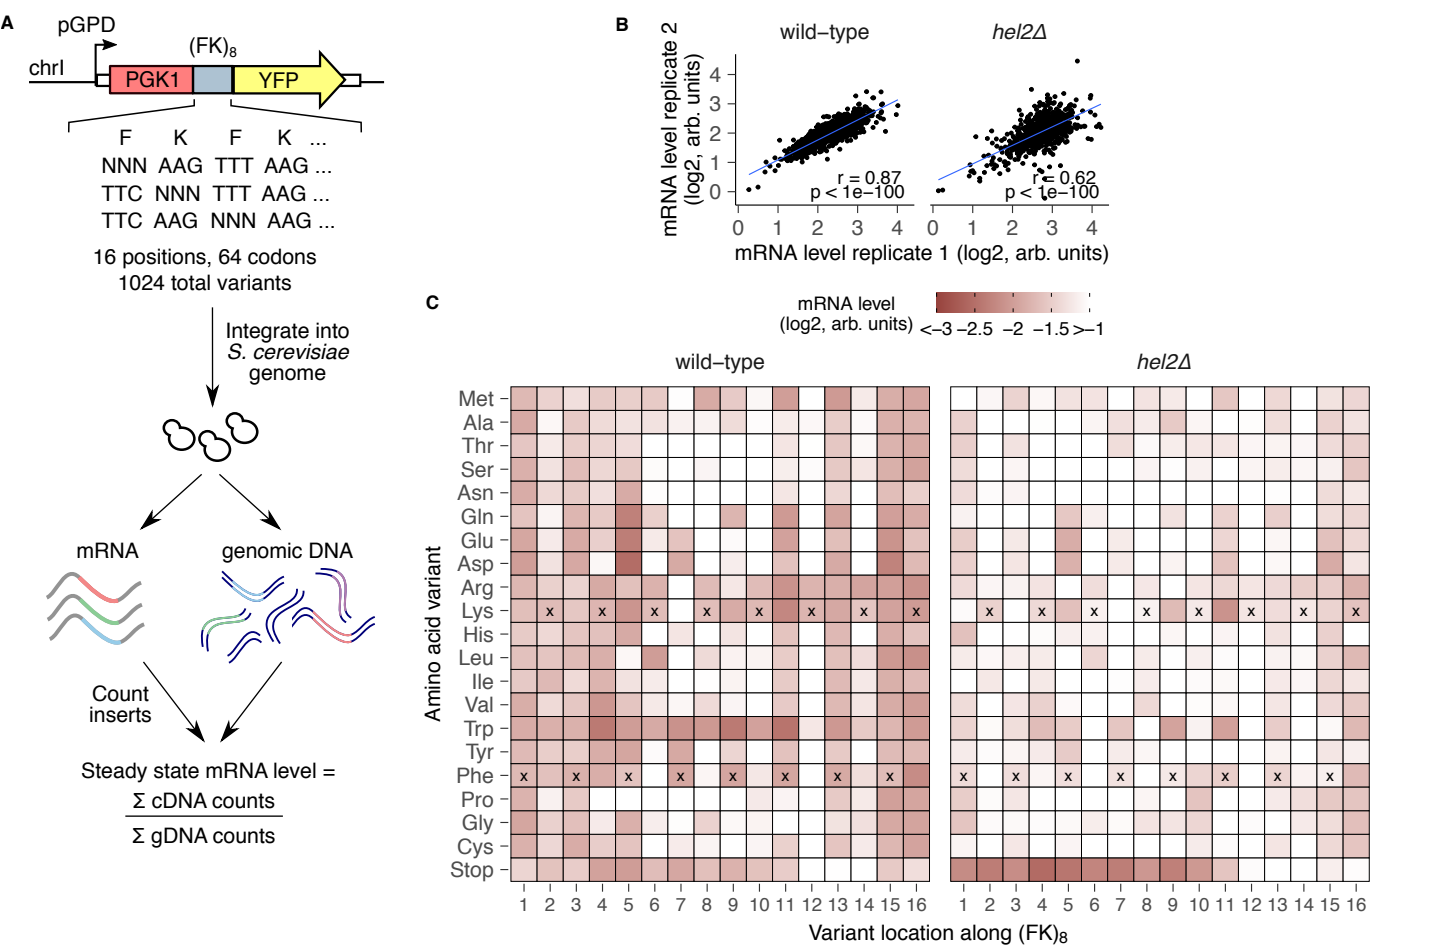 A
pGPD
(FK)8
chrI
PGK1
YFP
F K F K ...
NNN AAG TTT AAG ...
TTC NNN TTT AAG ...
TTC AAG NNN AAG ...
16 positions, 64 codons
1024 total variants
Integrate into
S. cerevisiae
genome
mRNA
genomic DNA
Count
inserts
Steady state mRNA level =
Σ cDNA counts
Σ gDNA counts
B
wild−type
hel2Δ
mRNA level replicate 2
(log2, arb. units)
4
3
2
1
0
r = 0.87
p < 1e−100
r = 0.62
p < 1e−100
0 1 2 3 4
0 1 2 3 4
mRNA level replicate 1 (log2, arb. units)
C
mRNA level
(log2, arb. units)
<−3 −2.5 −2 −1.5 >−1
wild−type
hel2Δ
Amino acid variant
Met
Ala
Thr
Ser
Asn
Gln
Glu
Asp
Arg
Lys x x x x x x x x x x x x x x x x
His
Leu
Ile
Val
Trp
Tyr
Phe x x x x x x x x x x x x x x x x
Pro
Gly
Cys
Stop
1 2 3 4 5 6 7 8 9 10 11 12 13 14 15 16
1 2 3 4 5 6 7 8 9 10 11 12 13 14 15 16
Variant location along (FK)8